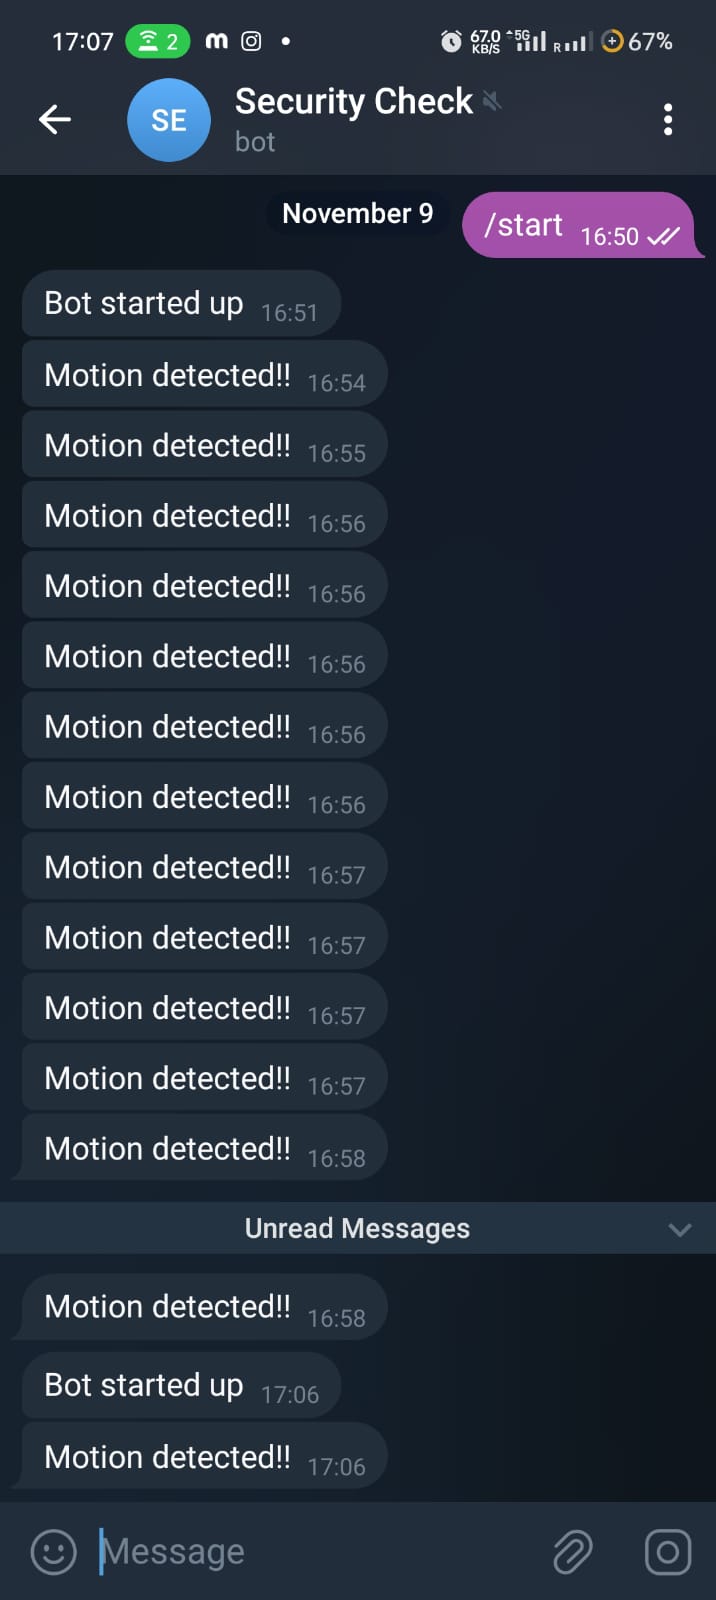 17:07 2 67.0 KB/S 5G R 67%
SE
Security Check
bot
November 9
/start 16:50
Bot started up 16:51
Motion detected!! 16:54
Motion detected!! 16:55
Motion detected!! 16:56
Motion detected!! 16:56
Motion detected!! 16:56
Motion detected!! 16:56
Motion detected!! 16:56
Motion detected!! 16:57
Motion detected!! 16:57
Motion detected!! 16:57
Motion detected!! 16:57
Motion detected!! 16:58
Unread Messages
Motion detected!! 16:58
Bot started up 17:06
Motion detected!! 17:06
Message